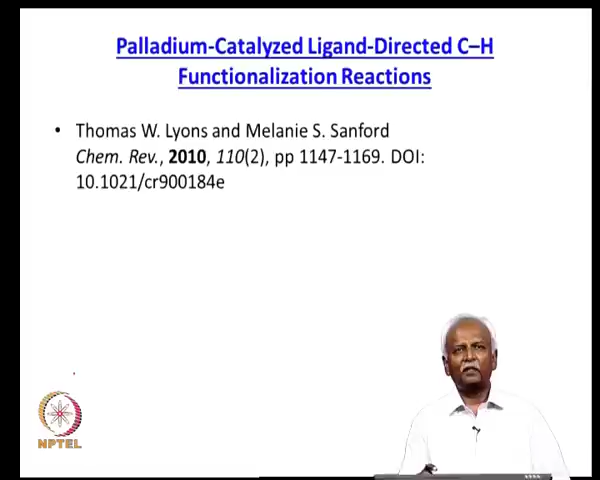 Palladium-Catalyzed Ligand-Directed C–H
Functionalization Reactions
• Thomas W. Lyons and Melanie S. Sanford
Chem. Rev., 2010, 110(2), pp 1147-1169. DOI:
10.1021/cr900184e
NPTEL